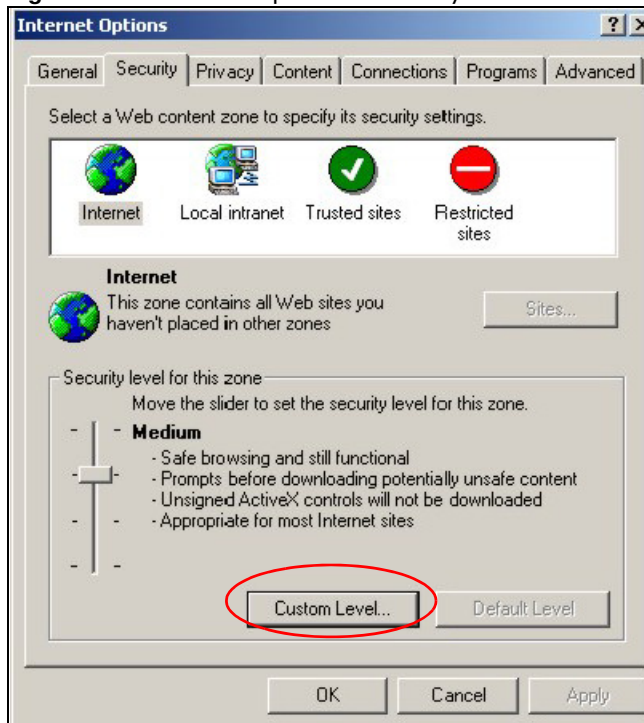 Internet Options
General Security Privacy Content Connections Programs Advanced
Select a Web content zone to specify its security settings.
Internet Local intranet Trusted sites Restricted sites
Internet
This zone contains all Web sites you
haven't placed in other zones
Sites...
Security level for this zone
Move the slider to set the security level for this zone.
Medium
- Safe browsing and still functional
- Prompts before downloading potentially unsafe content
- Unsigned ActiveX controls will not be downloaded
- Appropriate for most Internet sites
Custom Level... Default Level
OK Cancel Apply